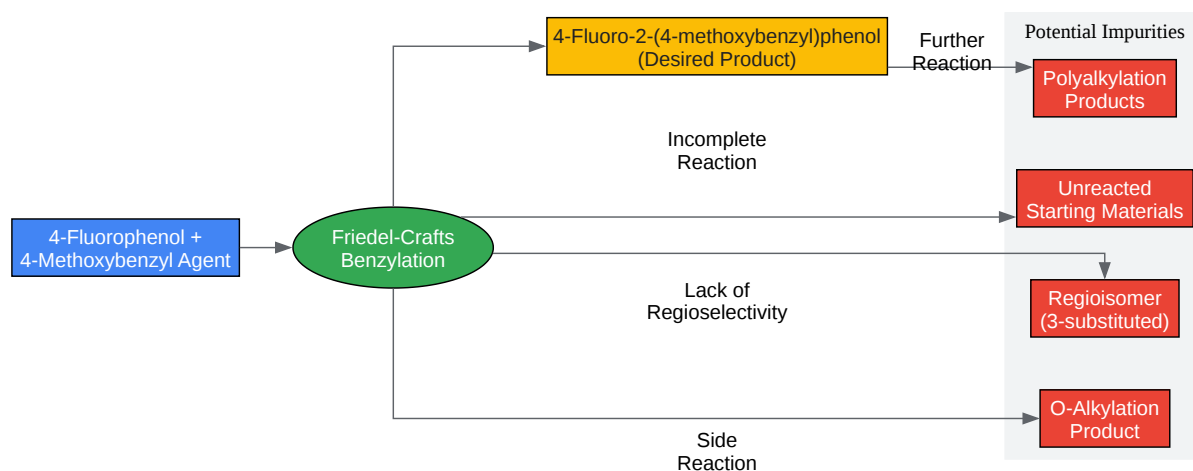 4-Fluoro-2-(4-methoxybenzyl)phenol
(Desired Product)
Further
Reaction
Potential Impurities
Polyalkylation
Products
Incomplete
Reaction
Unreacted
Starting Materials
4-Fluorophenol +
4-Methoxybenzyl Agent
Friedel-Crafts
Benzylation
Lack of
Regioselectivity
Regioisomer
(3-substituted)
O-Alkylation
Product
Side
Reaction